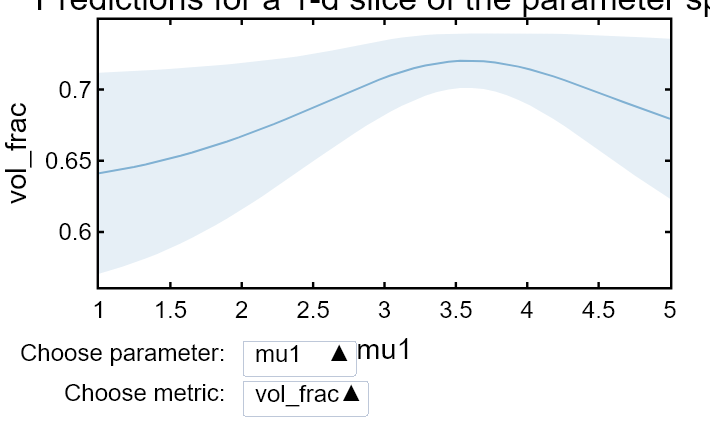 Predictions for a 1-d slice of the parameter sp
vol_frac
0.7
0.65
0.6
1 1.5 2 2.5 3 3.5 4 4.5 5
mu1
Choose parameter: mu1 ▲
Choose metric: vol_frac ▲